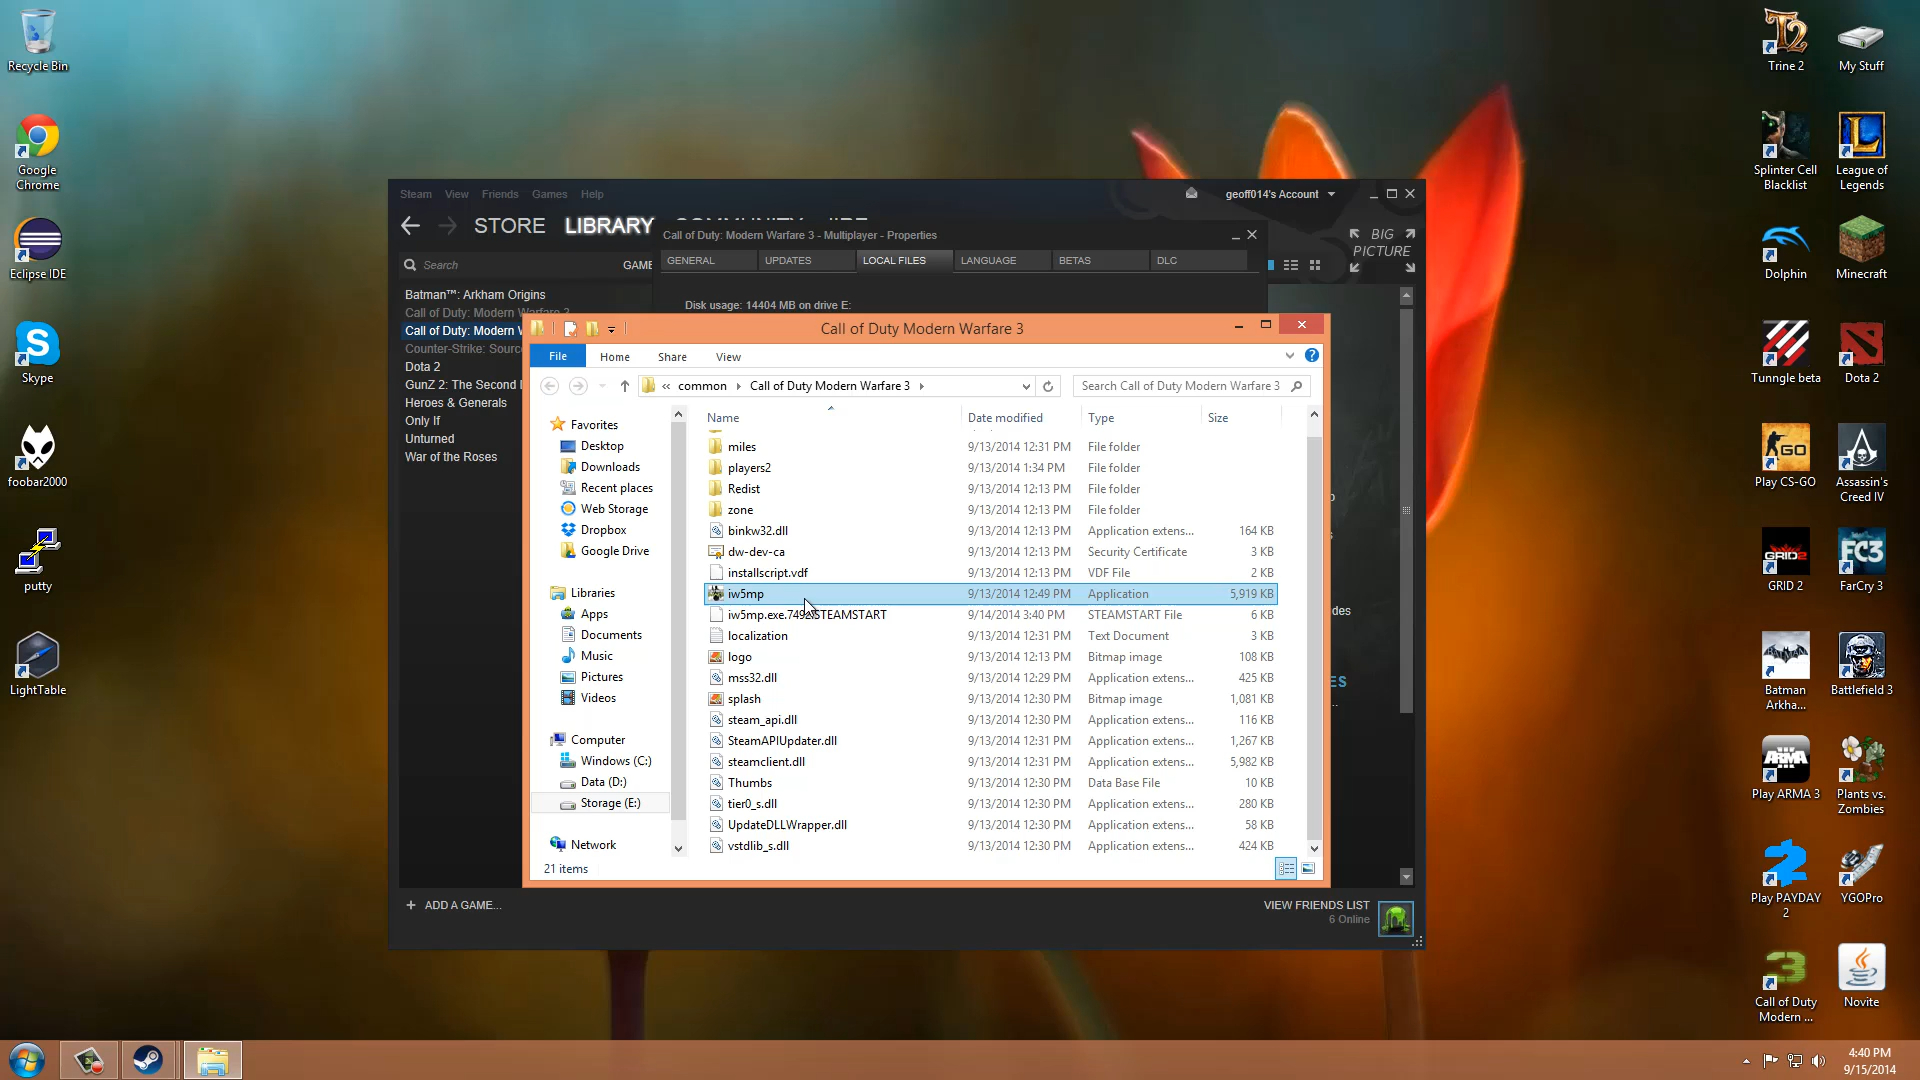 Recycle Bin
Google
Chrome
Eclipse IDE
Skype
foobar2000
putty
LightTable
Steam View Friends Games Help
geoff014's Account
STORE LIBRARY
BIG
PICTURE
Search
GAME
Batman™: Arkham Origins
Call of Duty: Modern Warfare 2
Call of Duty: Modern W
Counter-Strike: Sourc
Dota 2
GunZ 2: The Second
Heroes & Generals
Only If
Unturned
War of the Roses
Call of Duty: Modern Warfare 3 - Multiplayer - Properties
GENERAL UPDATES LOCAL FILES LANGUAGE BETAS DLC
Disk usage: 14404 MB on drive E:
Call of Duty Modern Warfare 3
File Home Share View
« common Call of Duty Modern Warfare 3
Search Call of Duty Modern Warfare 3
Favorites
Desktop
Downloads
Recent places
Web Storage
Dropbox
Google Drive
Libraries
Apps
Documents
Music
Pictures
Videos
Computer
Windows (C:)
Data (D:)
Storage (E:)
Network
Name Date modified Type Size
miles 9/13/2014 12:31 PM File folder
players2 9/13/2014 1:34 PM File folder
Redist 9/13/2014 12:13 PM File folder
zone 9/13/2014 12:13 PM File folder
binkw32.dll 9/13/2014 12:13 PM Application extens... 164 KB
dw-dev-ca 9/13/2014 12:13 PM Security Certificate 3 KB
installscript.vdf 9/13/2014 12:13 PM VDF File 2 KB
iw5mp 9/13/2014 12:49 PM Application 5,919 KB
9/14/2014 3:40 PM STEAMSTART File 6 KB
localization 9/13/2014 12:31 PM Text Document 3 KB
logo 9/13/2014 12:13 PM Bitmap image 108 KB
mss32.dll 9/13/2014 12:29 PM Application extens... 425 KB
splash 9/13/2014 12:30 PM Bitmap image 1,081 KB
steam_api.dll 9/13/2014 12:30 PM Application extens... 116 KB
SteamAPIUpdater.dll 9/13/2014 12:31 PM Application extens... 1,267 KB
steamclient.dll 9/13/2014 12:31 PM Application extens... 5,982 KB
Thumbs 9/13/2014 12:30 PM Data Base File 10 KB
tier0_s.dll 9/13/2014 12:30 PM Application extens... 280 KB
UpdateDLLWrapper.dll 9/13/2014 12:30 PM Application extens... 58 KB
vstdlib_s.dll 9/13/2014 12:30 PM Application extens... 424 KB
21 items
des
ES
ADD A GAME...
VIEW FRIENDS LIST
6 Online
Trine 2
My Stuff
Splinter Cell
Blacklist
League of
Legends
Dolphin
Minecraft
Tunngle beta
Dota 2
GO
Play CS-GO
Assassin's
Creed IV
GRID2
GRID 2
FC3
FarCry 3
Batman
Arkha...
Battlefield 3
ARMA
Play ARMA 3
Plants vs.
Zombies
Play PAYDAY
2
YGOPro
Call of Duty
Modern ...
Novite
4:40 PM
9/15/2014